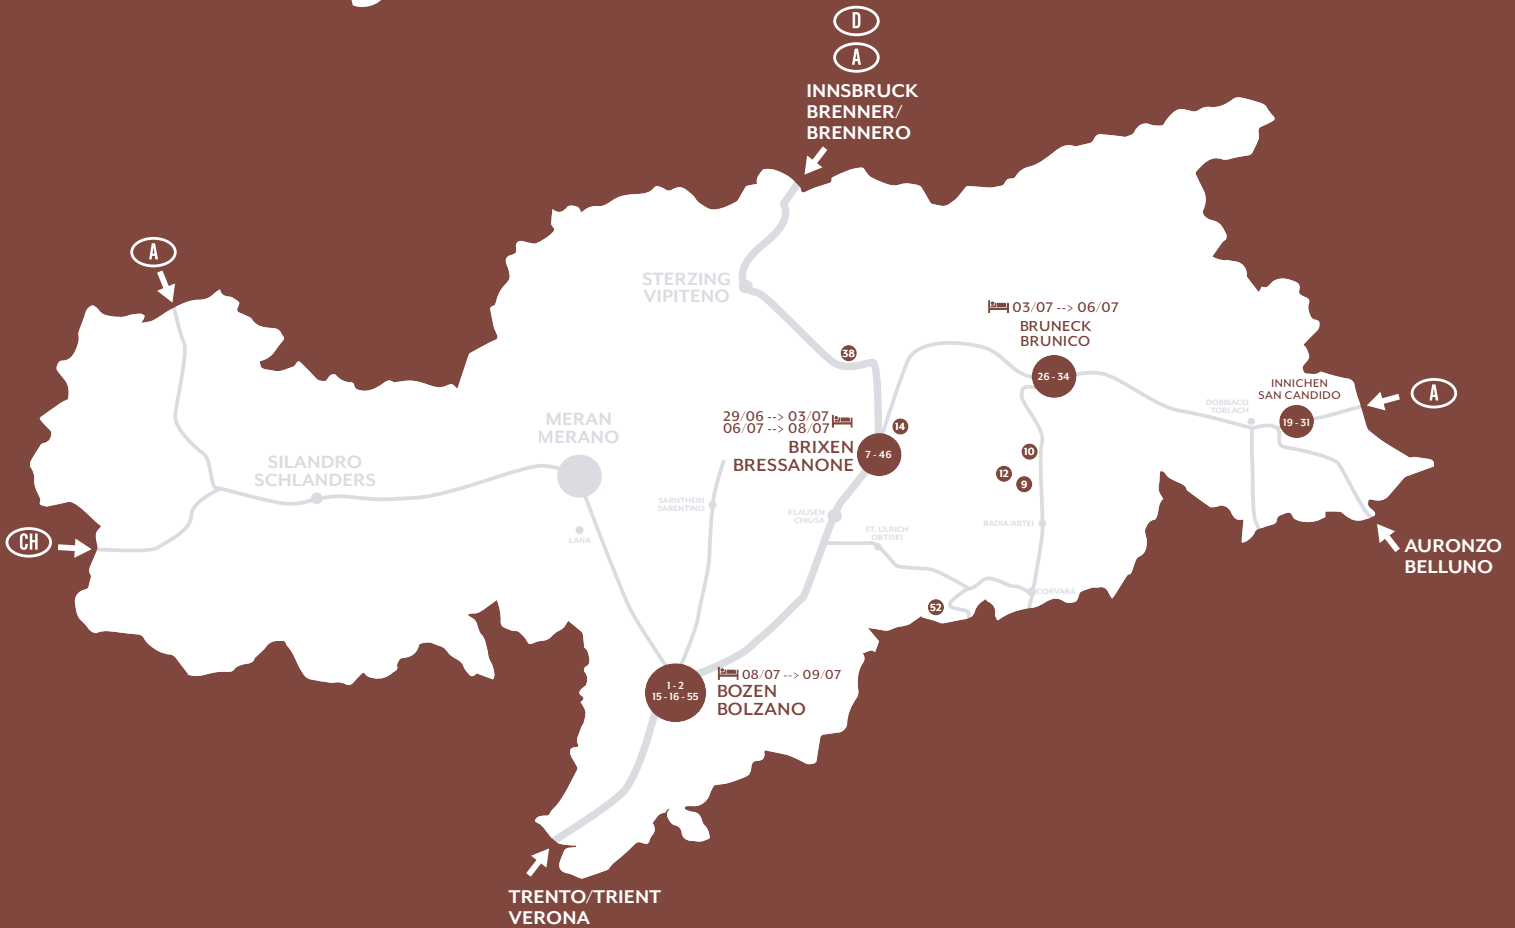 D
A
INNSBRUCK
BRENNER/
BRENNERO
A
STERZING
VIPITENO
03/07 --> 06/07
BRUNECK
BRUNICO
38
26 - 34
INNICHEN
SAN CANDIDO
A
DOBBIACO
TOBLACH
19 - 31
MERAN
MERANO
29/06 --> 03/07
06/07 --> 08/07
BRIXEN
BRESSANONE
14
7 - 46
10
12
9
SILANDRO
SCHLANDERS
SARNTHEIN
SARENTINO
KLAUSEN
CHIUSA
ST. ULRICH
ORTISEI
BADIA/ABTEI
LANA
CH
AURONZO
BELLUNO
CORVARA
52
08/07 --> 09/07
BOZEN
BOLZANO
1 - 2
15 - 16 - 55
TRENTO/TRIENT
VERONA